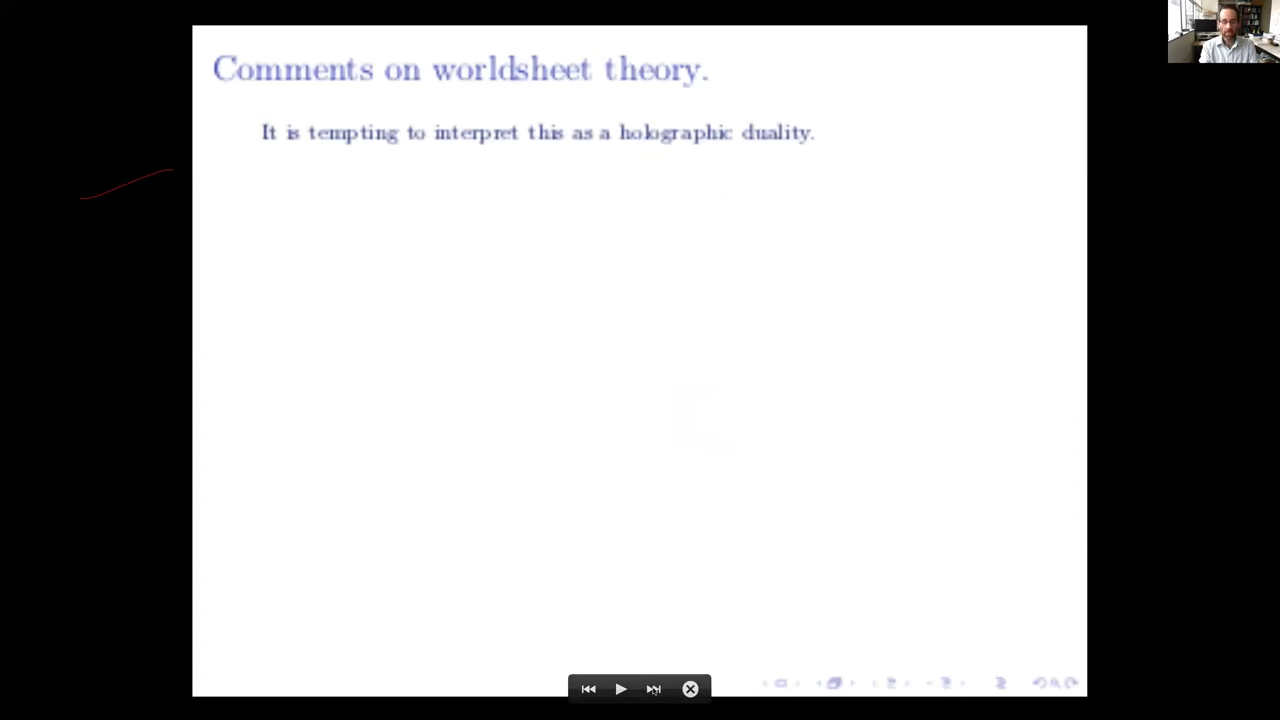 Comments on worldsheet theory.
It is tempting to interpret this as a holographic duality.